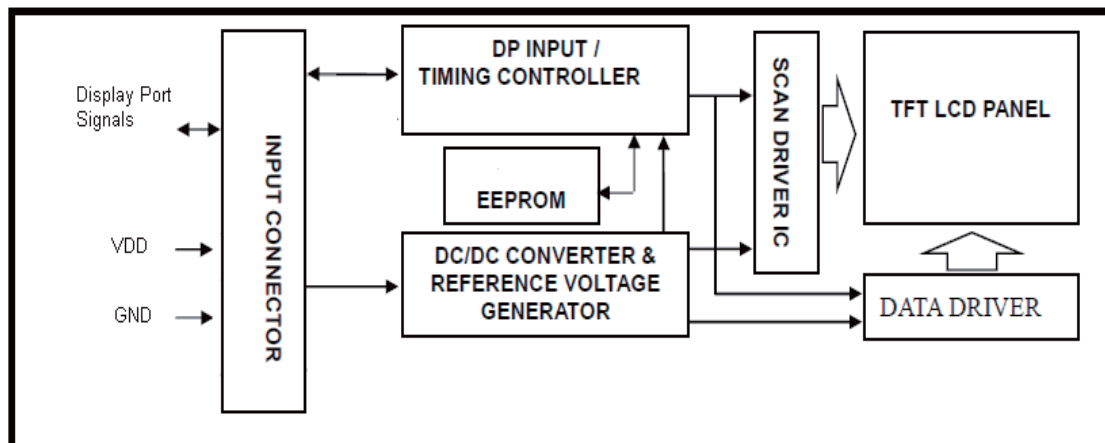 Display Port
Signals
VDD
GND
INPUT CONNECTOR
DP INPUT /
TIMING CONTROLLER
EEPROM
DC/DC CONVERTER &
REFERENCE VOLTAGE
GENERATOR
SCAN DRIVER IC
TFT LCD PANEL
DATA DRIVER